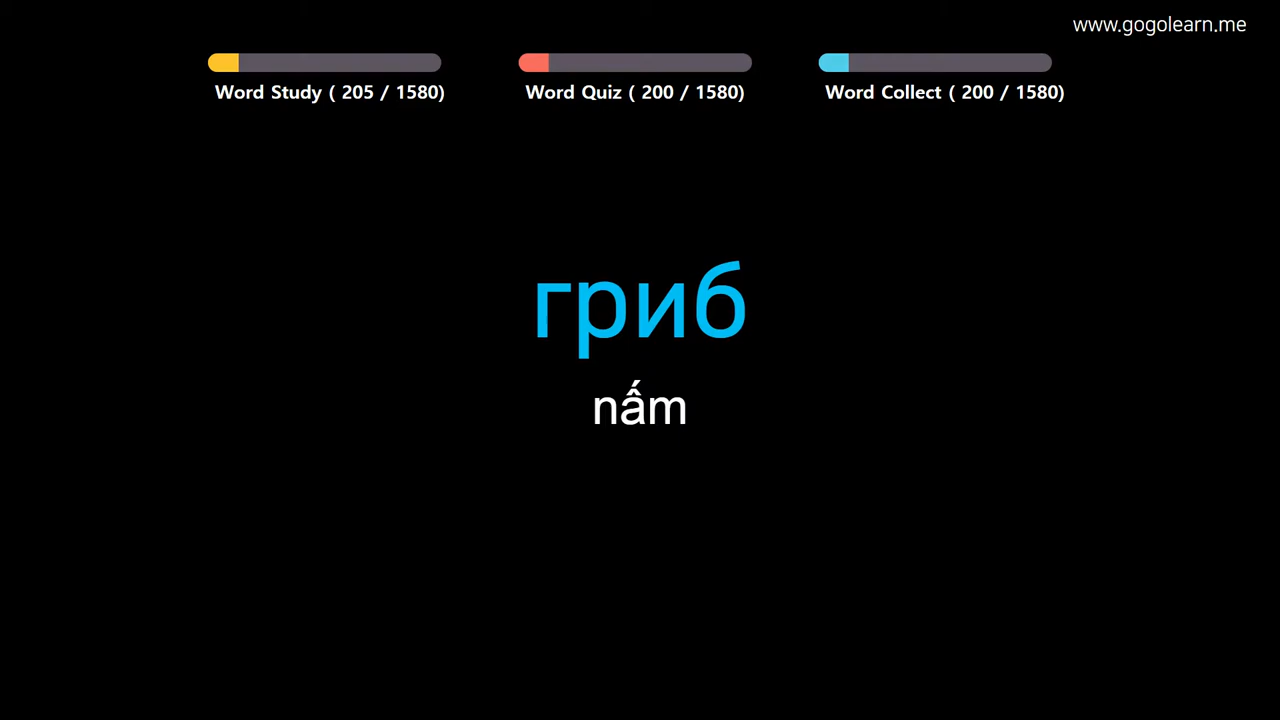 www.gogolearn.me
Word Study ( 205 / 1580)
Word Quiz ( 200 / 1580)
Word Collect ( 200 / 1580)
гриб
nấm